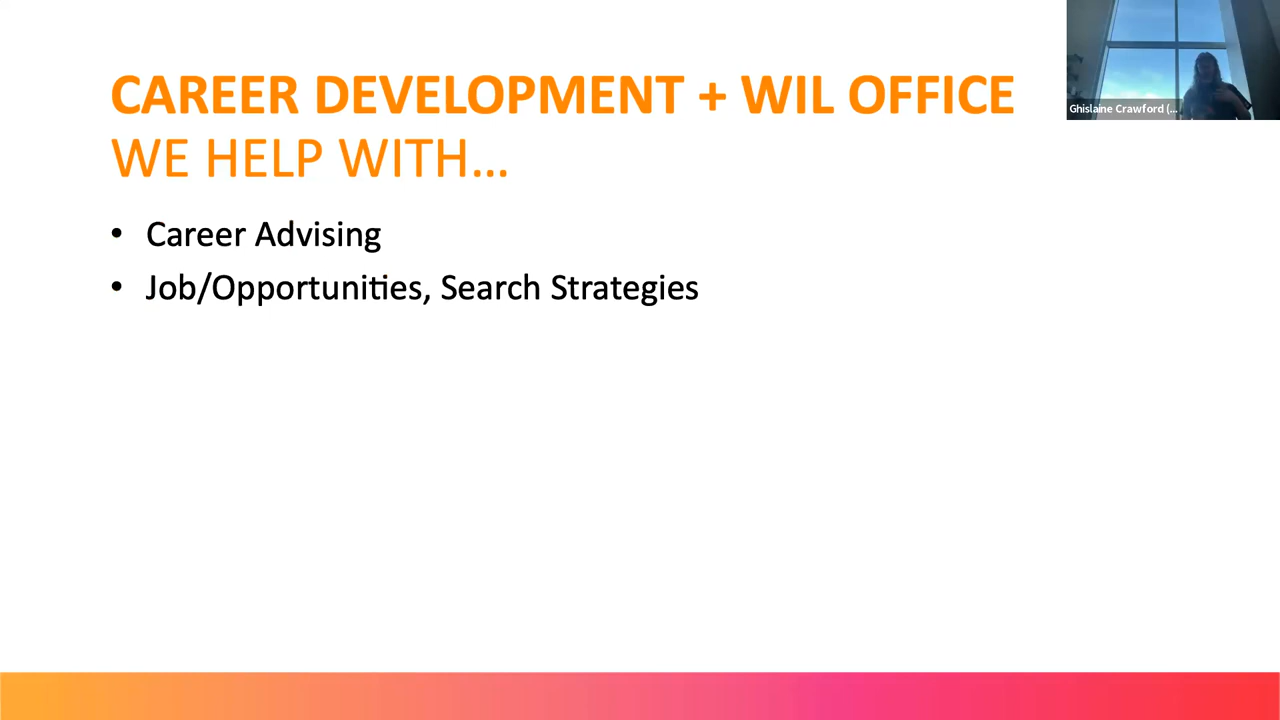 CAREER DEVELOPMENT + WIL OFFICE
WE HELP WITH...
• Career Advising
• Job/Opportunities, Search Strategies
Ghislaine Crawford (...